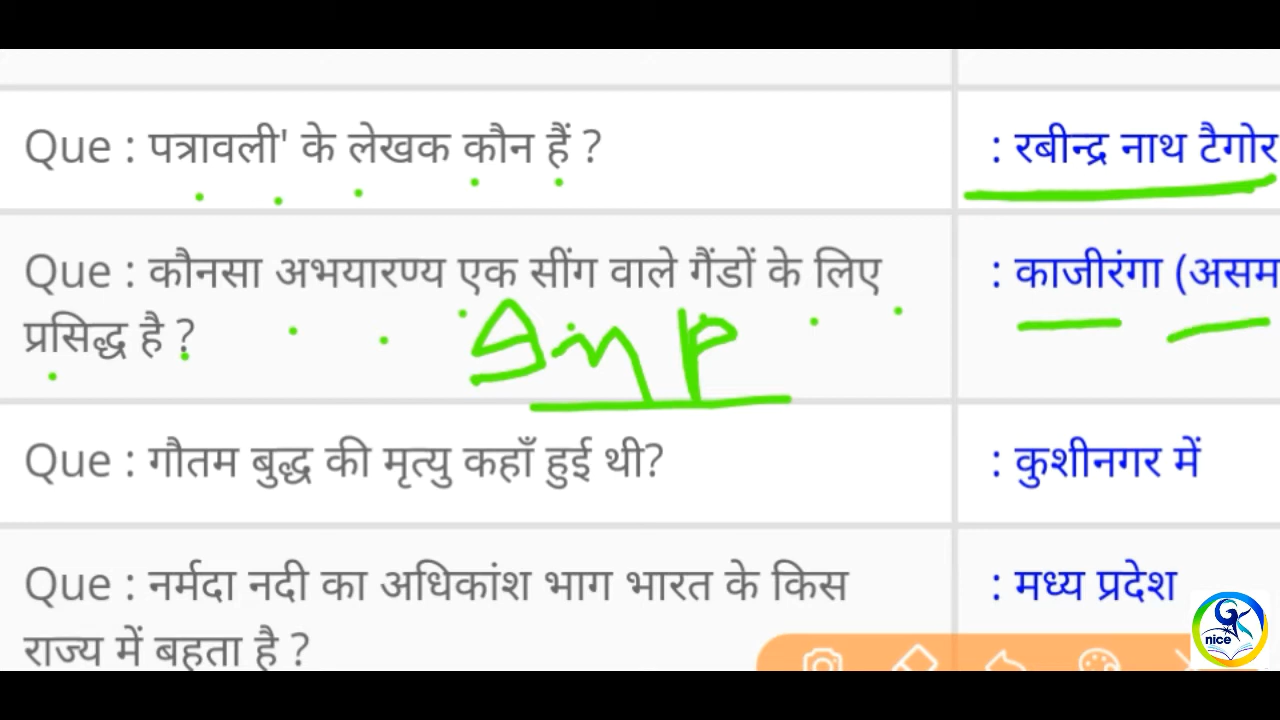 Que : पत्रावली' के लेखक कौन हैं ?
: रबीन्द्र नाथ टैगोर
Que : कौनसा अभयारण्य एक सींग वाले गैंडों के लिए
: काजीरंगा (असम
प्रसिद्ध है ?
Imp
Que : गौतम बुद्ध की मृत्यु कहाँ हुई थी?
: कुशीनगर में
Que : नर्मदा नदी का अधिकांश भाग भारत के किस
: मध्य प्रदेश
राज्य में बहता है ?
nice